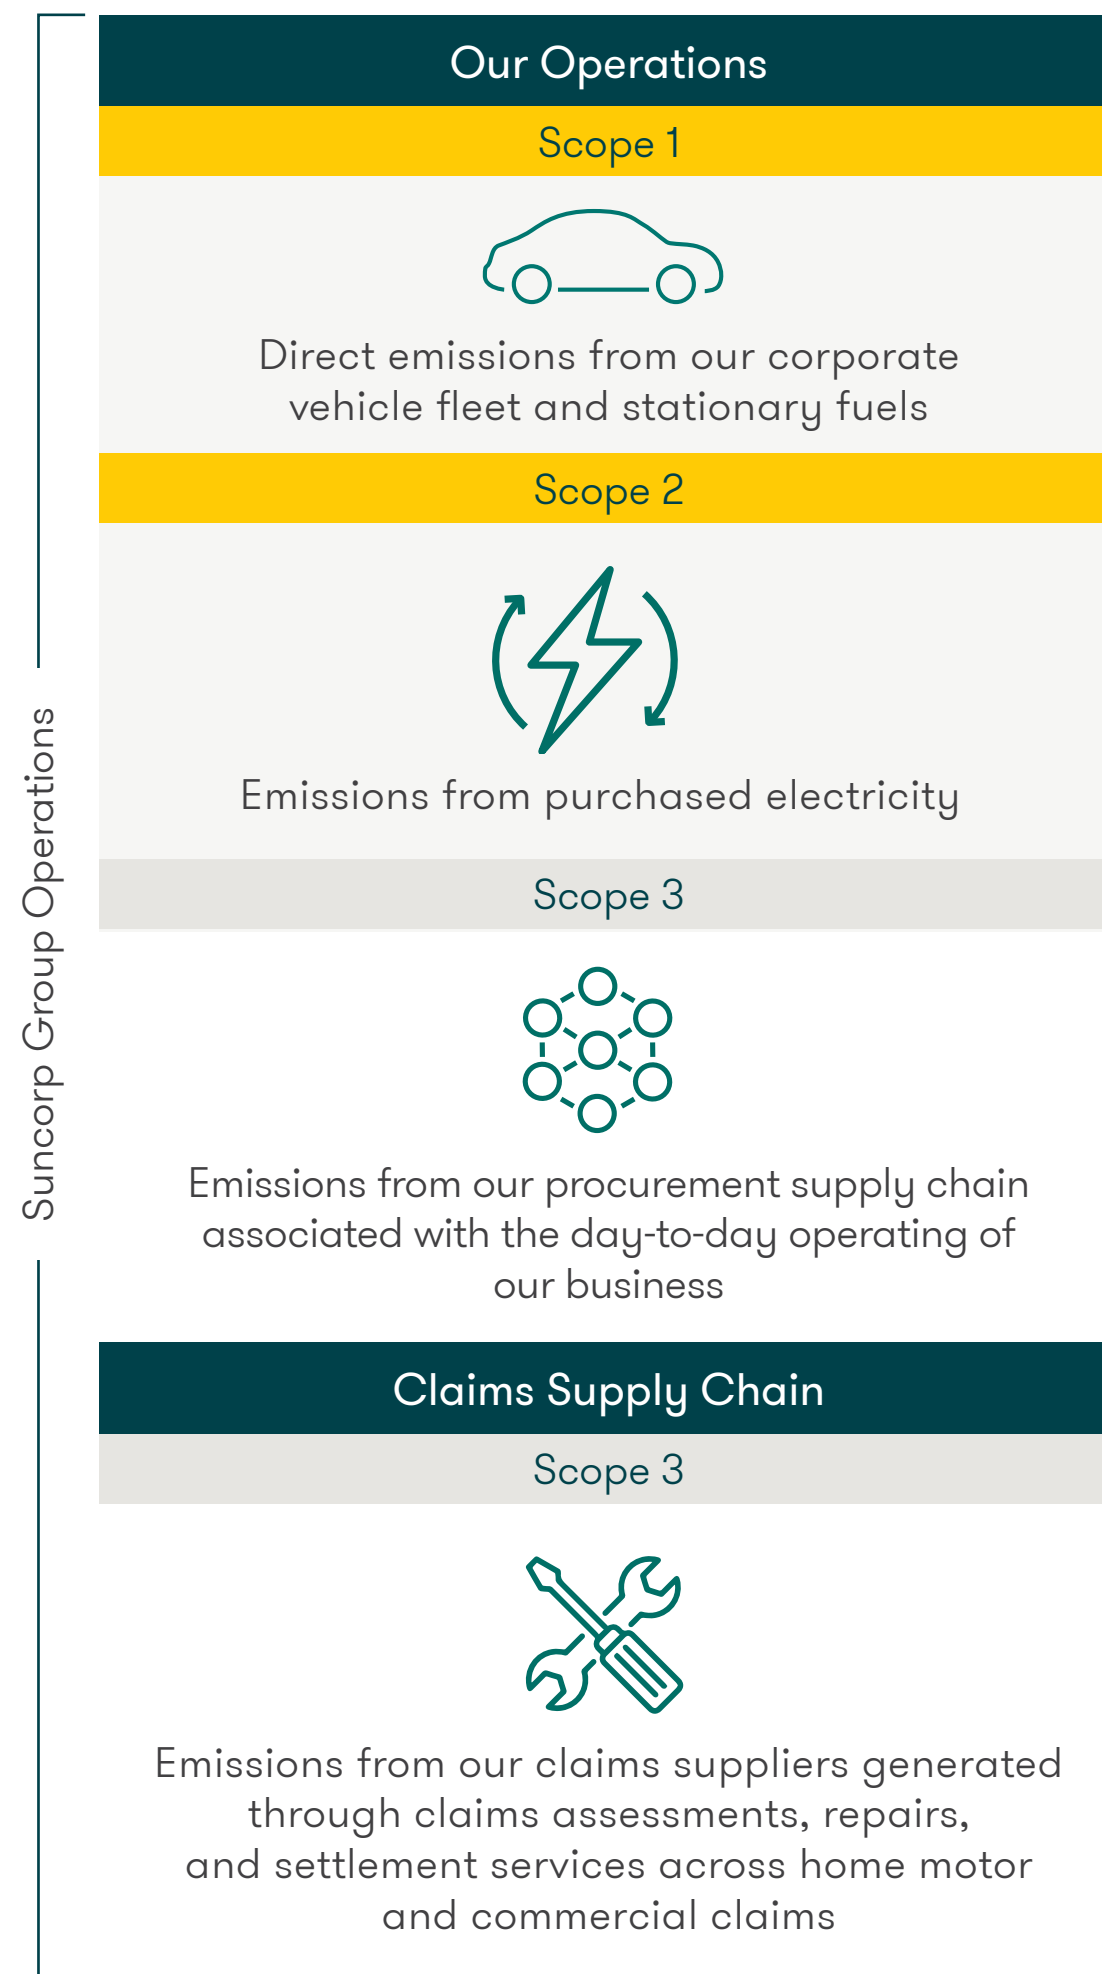 Suncorp Group Operations
Our Operations
Scope 1
Direct emissions from our corporate
vehicle fleet and stationary fuels
Scope 2
Emissions from purchased electricity
Scope 3
Emissions from our procurement supply chain
associated with the day-to-day operating of
our business
Claims Supply Chain
Scope 3
Emissions from our claims suppliers generated
through claims assessments, repairs,
and settlement services across home motor
and commercial claims